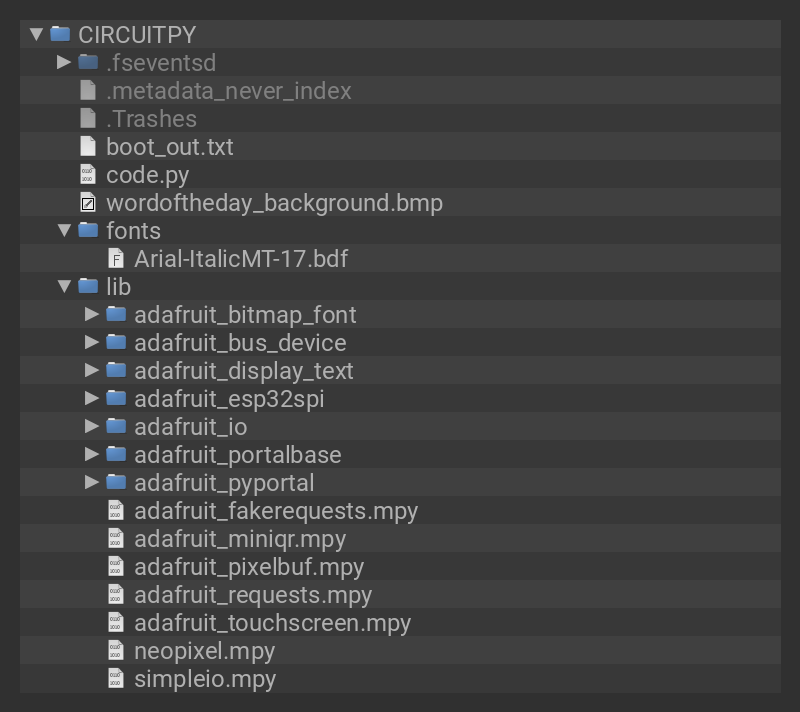 CIRCUITPY
.fseventsd
.metadata_never_index
.Trashes
boot_out.txt
code.py
wordoftheday_background.bmp
fonts
Arial-ItalicMT-17.bdf
lib
adafruit_bitmap_font
adafruit_bus_device
adafruit_display_text
adafruit_esp32spi
adafruit_io
adafruit_portalbase
adafruit_pyportal
adafruit_fakerequests.mpy
adafruit_miniqr.mpy
adafruit_pixelbuf.mpy
adafruit_requests.mpy
adafruit_touchscreen.mpy
neopixel.mpy
simpleio.mpy